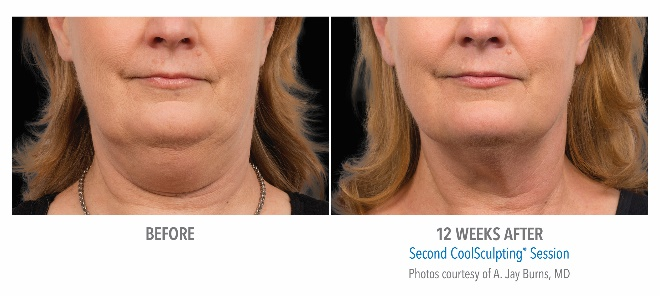 BEFORE
12 WEEKS AFTER
Second CoolSculpting* Session
Photos courtesy of A. Jay Burns, MD